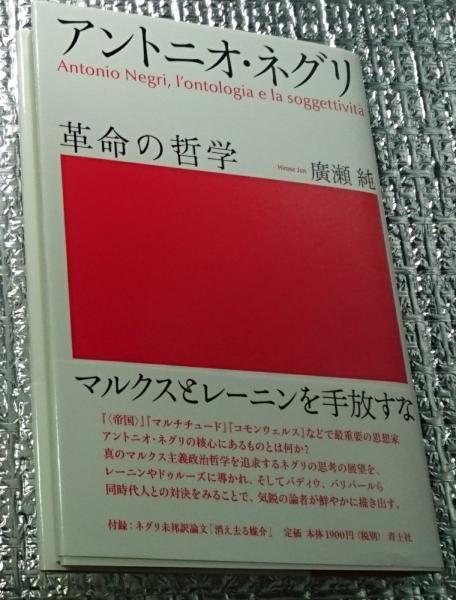 アントニオ・ネグリ
Antonio Negri, l'ontologia e la soggettività
革命の哲学
Hirose Jun 廣瀬 純
マルクスとレーニンを手放すな
『〈帝国〉』『マルチチュード』『コモンウェルス』などで最重要の思想家
アントニオ・ネグリの核心にあるものとは何か?
真のマルクス主義政治哲学を追求するネグリの思考の展望を、
レーニンやドゥルーズに導かれ、そしてバディウ、バリバールら
同時代人との対決をみることで、気鋭の論者が鮮やかに描き出す。
付録:ネグリ未邦訳論文「消え去る媒介」 定価 本体1900円(税別) 青土社